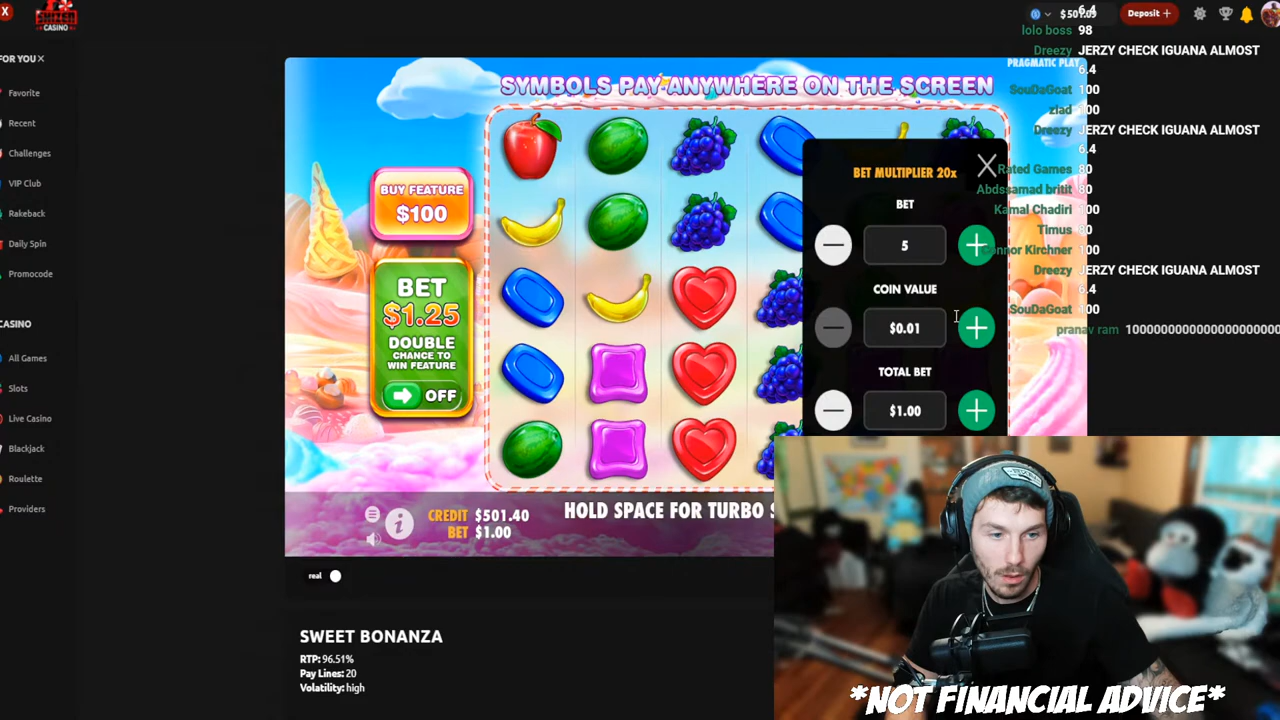 X
SHIZEN
CASINO
FOR YOU X
Favorite
Recent
Challenges
VIP Club
Rakeback
Daily Spin
Promocode
CASINO
All Games
Slots
Live Casino
Blackjack
Roulette
Providers
Deposit +
SYMBOLS PAY ANYWHERE ON THE SCREEN
PRAGMATIC PLAY
BUY FEATURE
$100
BET
$1.25
DOUBLE
CHANCE TO
WIN FEATURE
OFF
BET MULTIPLIER 20x
BET
5
COIN VALUE
$0.01
TOTAL BET
$1.00
CREDIT $501.40
BET $1.00
HOLD SPACE FOR TURBO S
real
SWEET BONANZA
RTP: 96.51%
Pay Lines: 20
Volatility: high
6.4
lolo boss 98
Dreezy JERZY CHECK IGUANA ALMOST
6.4
SouDaGoat 100
ziad 100
Dreezy JERZY CHECK IGUANA ALMOST
6.4
Rated Games 80
Abdssamad britit 80
Kamal Chadiri 100
Timus 80
Connor Kirchner 100
Dreezy JERZY CHECK IGUANA ALMOST
6.4
SouDaGoat 100
pranav ram
*NOT FINANCIAL ADVICE*